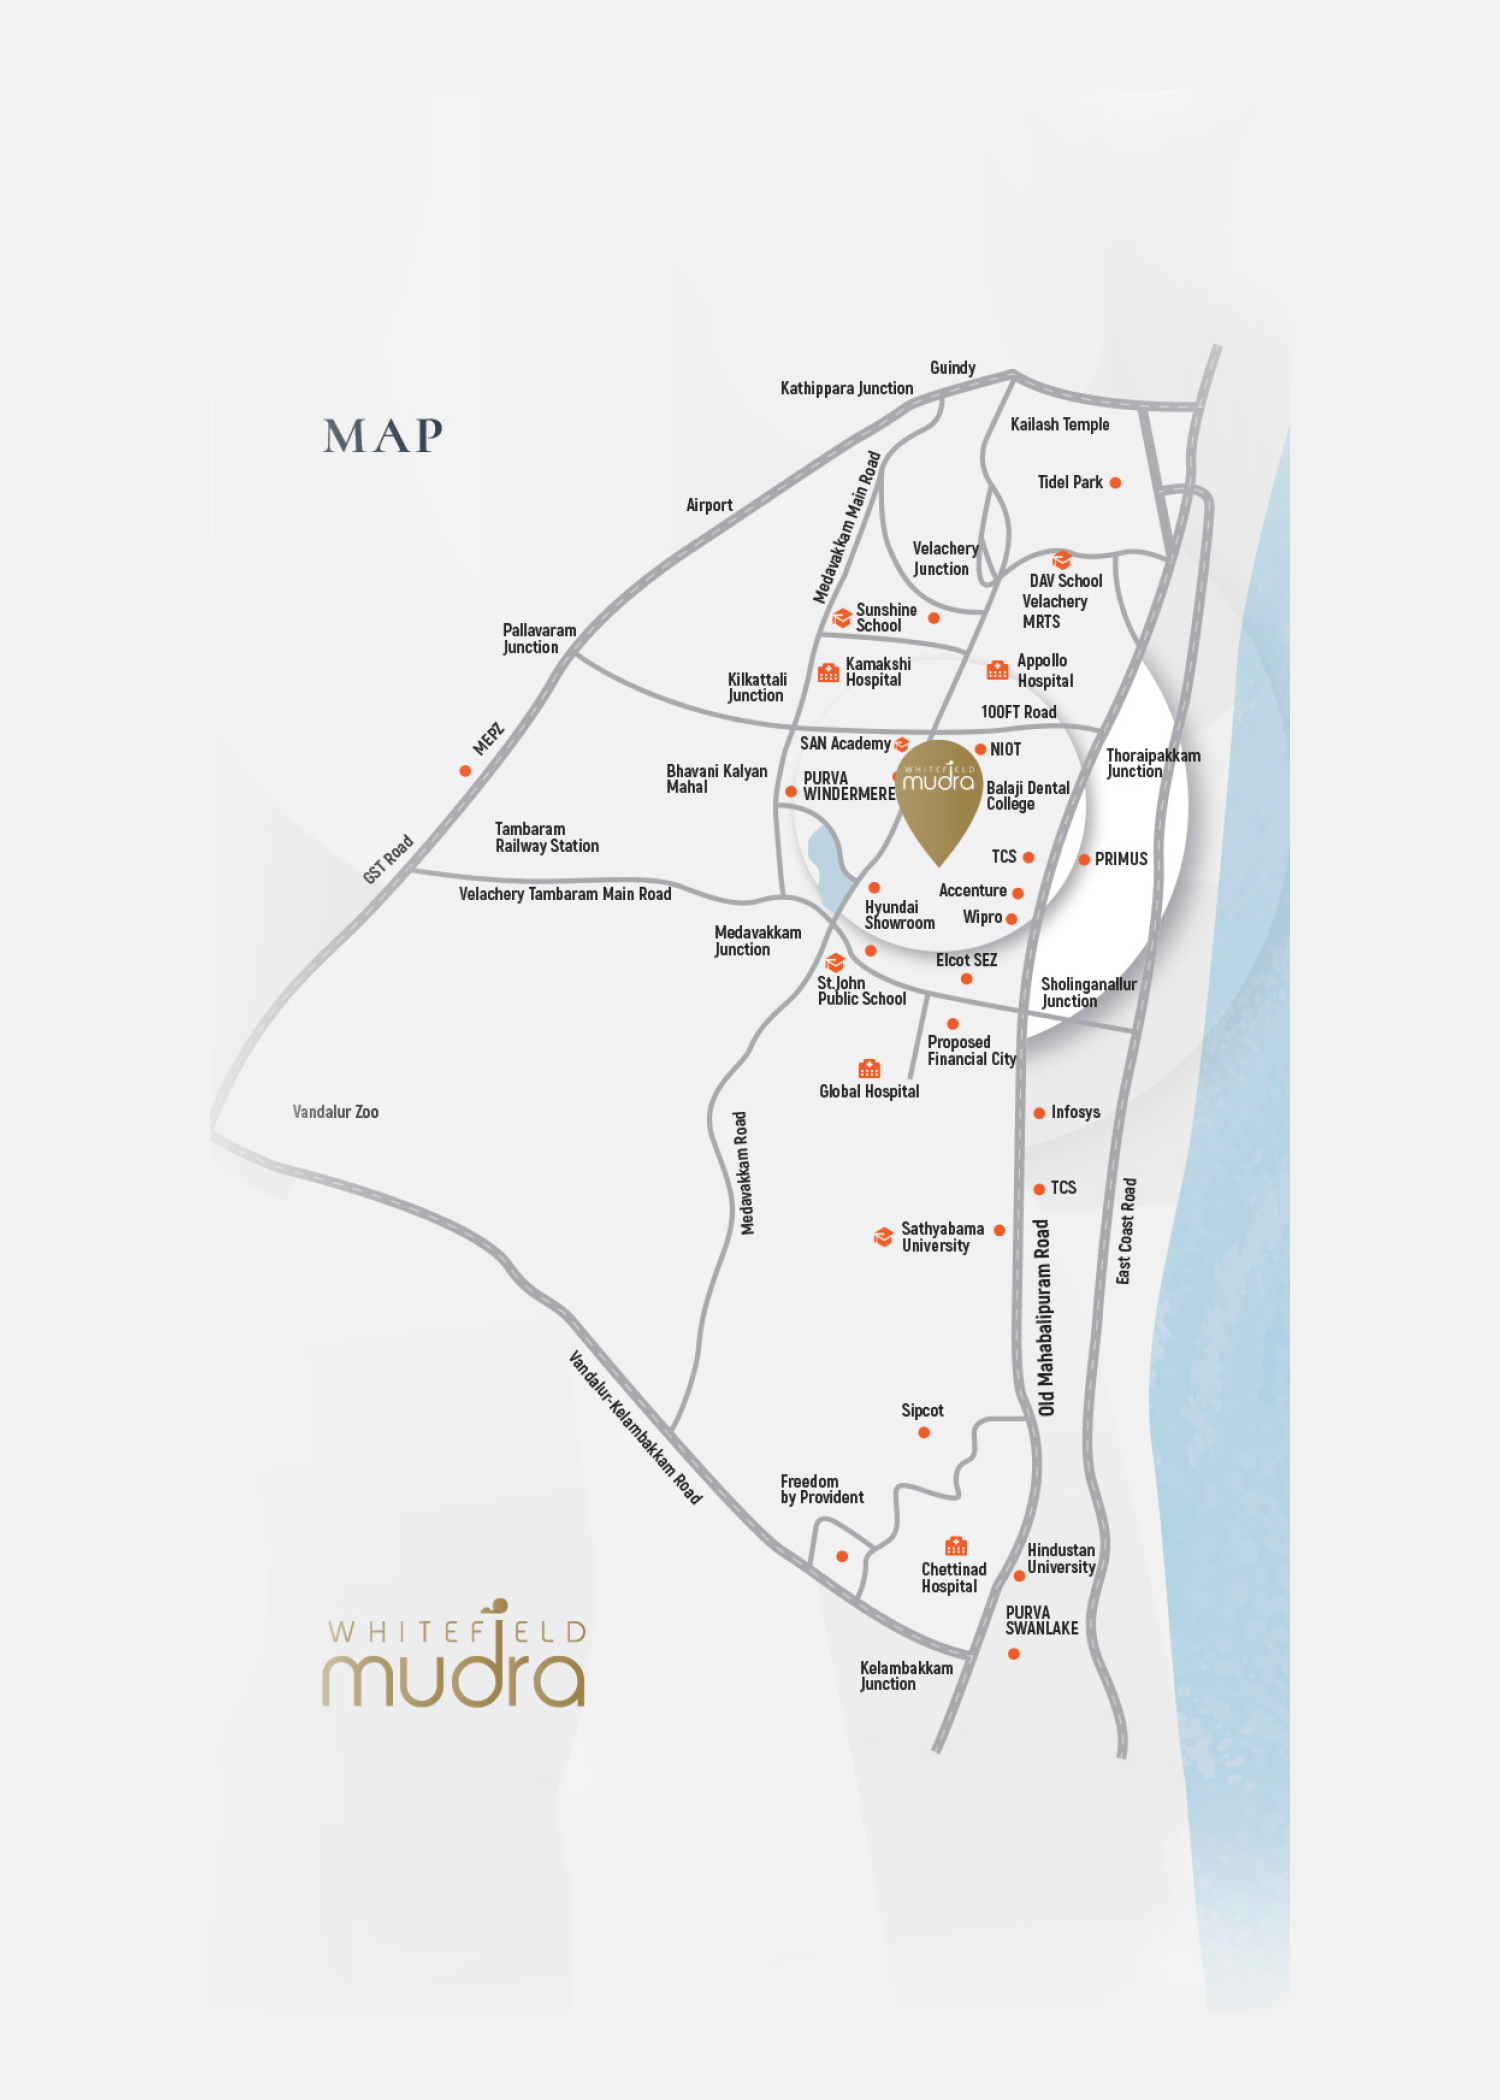 Guindy
Kathippara Junction
MAP
Kailash Temple
Tidel Park
Medavakkam Main Road
Airport
Velachery
Junction
DAV School
Velachery
MRTS
Sunshine
School
Pallavaram
Junction
Kamakshi
Hospital
Appollo
Hospital
Kilkattali
Junction
100FT Road
MEPZ
SAN Academy
NIOT
Thoraipakkam
Junction
Bhavani Kalyan
Mahal
PURVA
WINDERMERE
WHITEFIELD
mudra
Balaji Dental
College
Tambaram
Railway Station
GST Road
TCS
PRIMUS
Velachery Tambaram Main Road
Accenture
Hyundai
Showroom
Wipro
Medavakkam
Junction
Elcot SEZ
St.John
Public School
Sholinganallur
Junction
Proposed
Financial City
Global Hospital
Vandalur Zoo
Infosys
Medavakkam Road
TCS
East Coast Road
Sathyabama
University
Old Mahabalipuram Road
Vandalur-Kelambakkam Road
Sipcot
Freedom
by Provident
Hindustan
University
Chettinad
Hospital
PURVA
SWANLAKE
WHITEFIELD
mudra
Kelambakkam
Junction